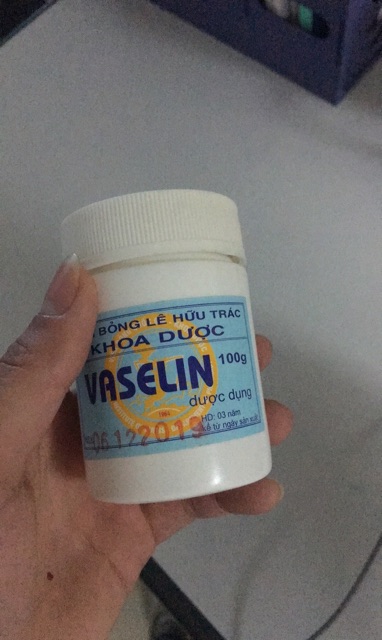 BỎNG LÊ HỮU TRÁC
KHOA DƯỢC
VASELIN 100g
dược dụng
HD: 03 năm
kể từ ngày sản xuất
06122019